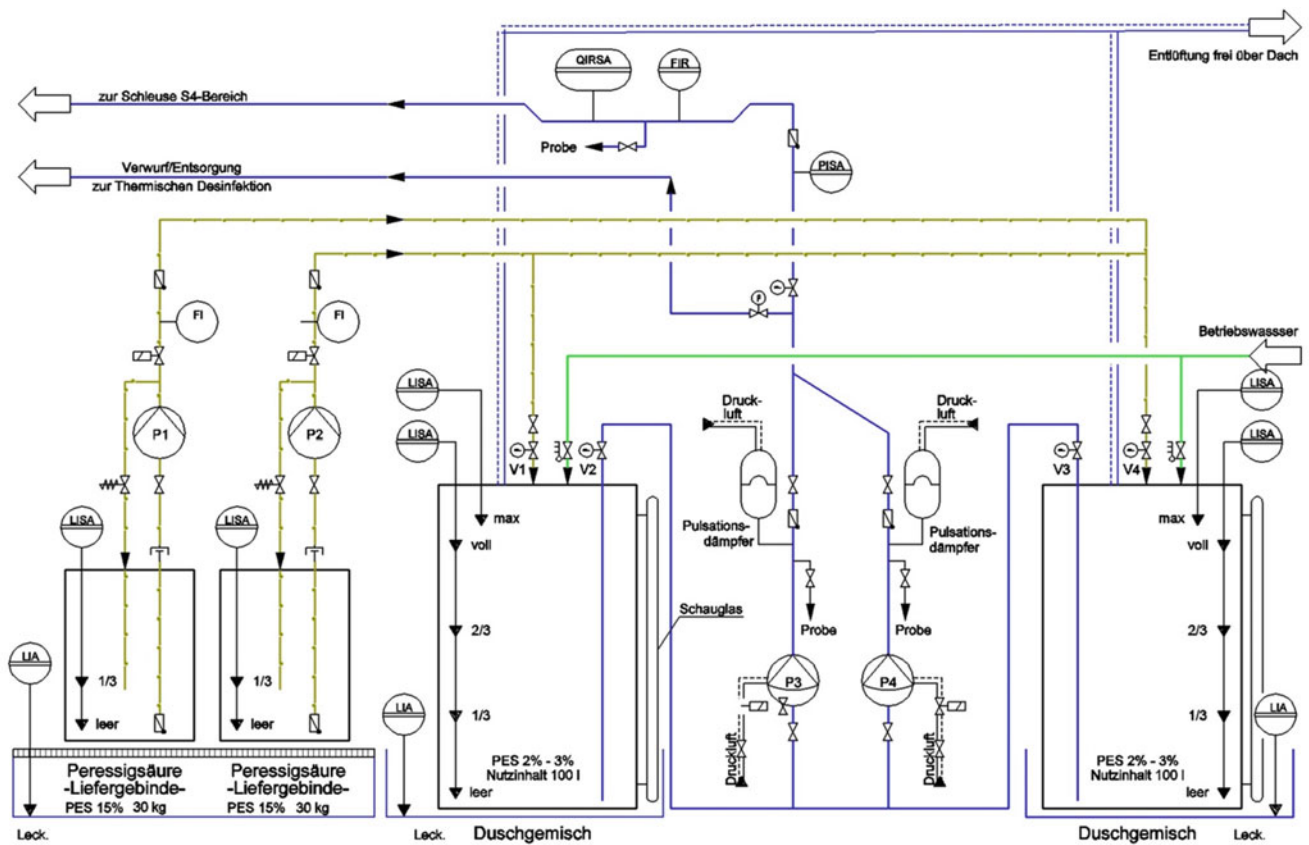 Entlüftung frei über Dach
QIRSA
FIR
zur Schleuse S4-Bereich
Probe
Verwurf/Entsorgung
zur Thermischen Desinfektion
PISA
FI
FI
Betriebswassser
LISA
LISA
LISA
LISA
Druck-
luft
Druck-
luft
P1
P2
V1
V2
V3
V4
LISA
LISA
max
voll
2/3
1/3
leer
Pulsations-
dämpfer
Pulsations-
dämpfer
max
voll
2/3
1/3
leer
Schauglas
Probe
Probe
P3
P4
Druckluft
Druckluft
LIA
1/3
leer
1/3
leer
LIA
LIA
PES 2% - 3%
Nutzinhalt 100 l
PES 2% - 3%
Nutzinhalt 100 l
Peressigsäure
-Liefergebinde-
PES 15% 30 kg
Peressigsäure
-Liefergebinde-
PES 15% 30 kg
Leck.
Leck.
Duschgemisch
Duschgemisch
Leck.